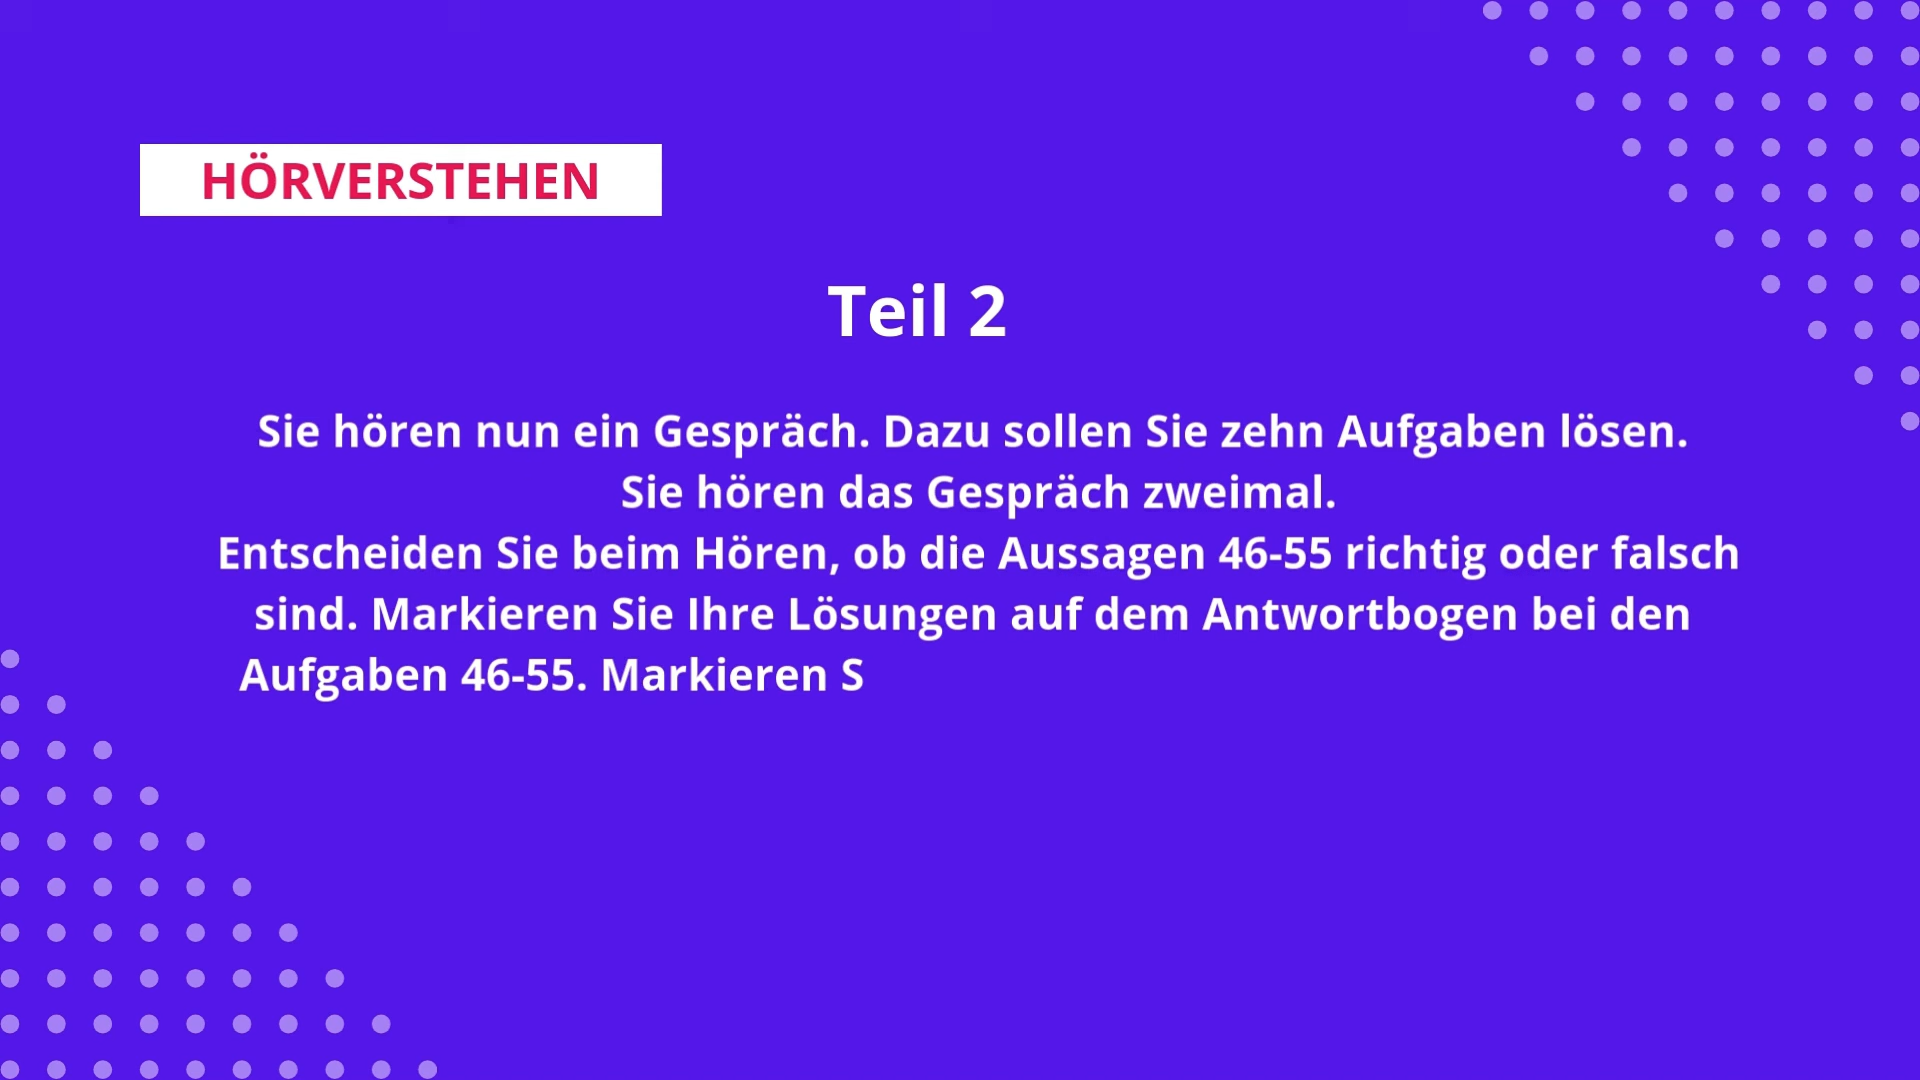 HÖRVERSTEHEN
Teil 2
Sie hören nun ein Gespräch. Dazu sollen Sie zehn Aufgaben lösen.
Sie hören das Gespräch zweimal.
Entscheiden Sie beim Hören, ob die Aussagen 46-55 richtig oder falsch
sind. Markieren Sie Ihre Lösungen auf dem Antwortbogen bei den
Aufgaben 46-55. Markieren S